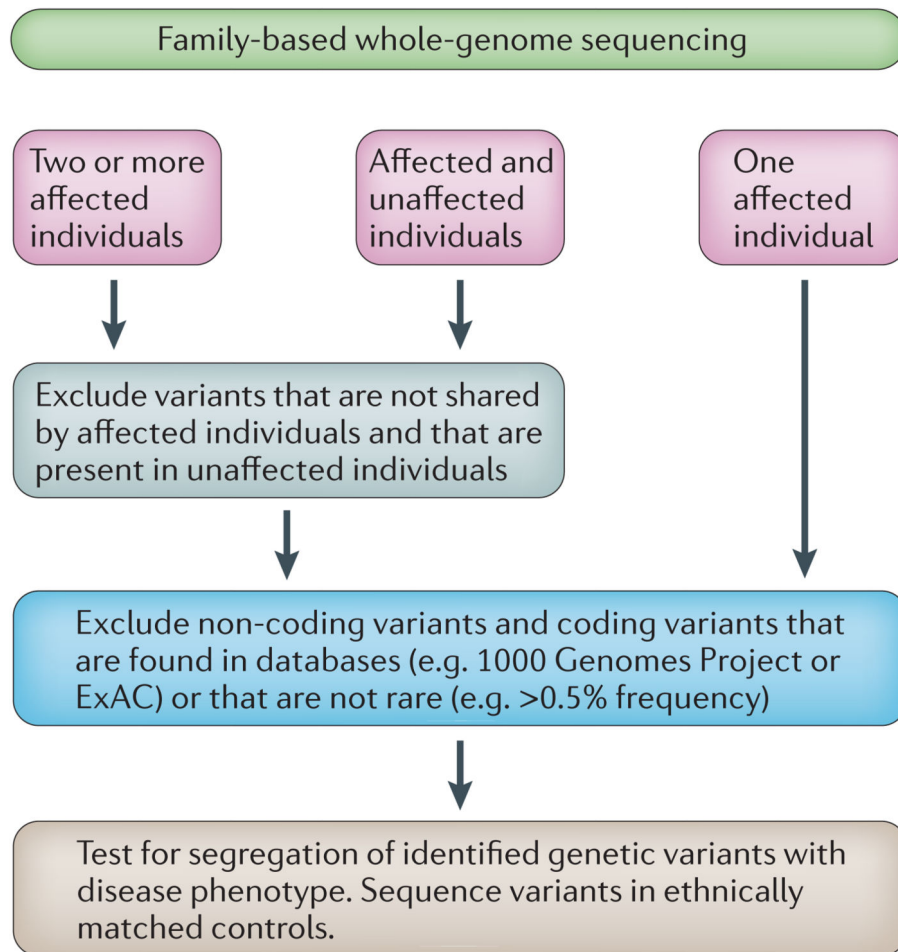 Family-based whole-genome sequencing
Two or more
affected
individuals
Affected and
unaffected
individuals
One
affected
individual
Exclude variants that are not shared
by affected individuals and that are
present in unaffected individuals
Exclude non-coding variants and coding variants that
are found in databases (e.g. 1000 Genomes Project or
ExAC) or that are not rare (e.g. >0.5% frequency)
Test for segregation of identified genetic variants with
disease phenotype. Sequence variants in ethnically
matched controls.